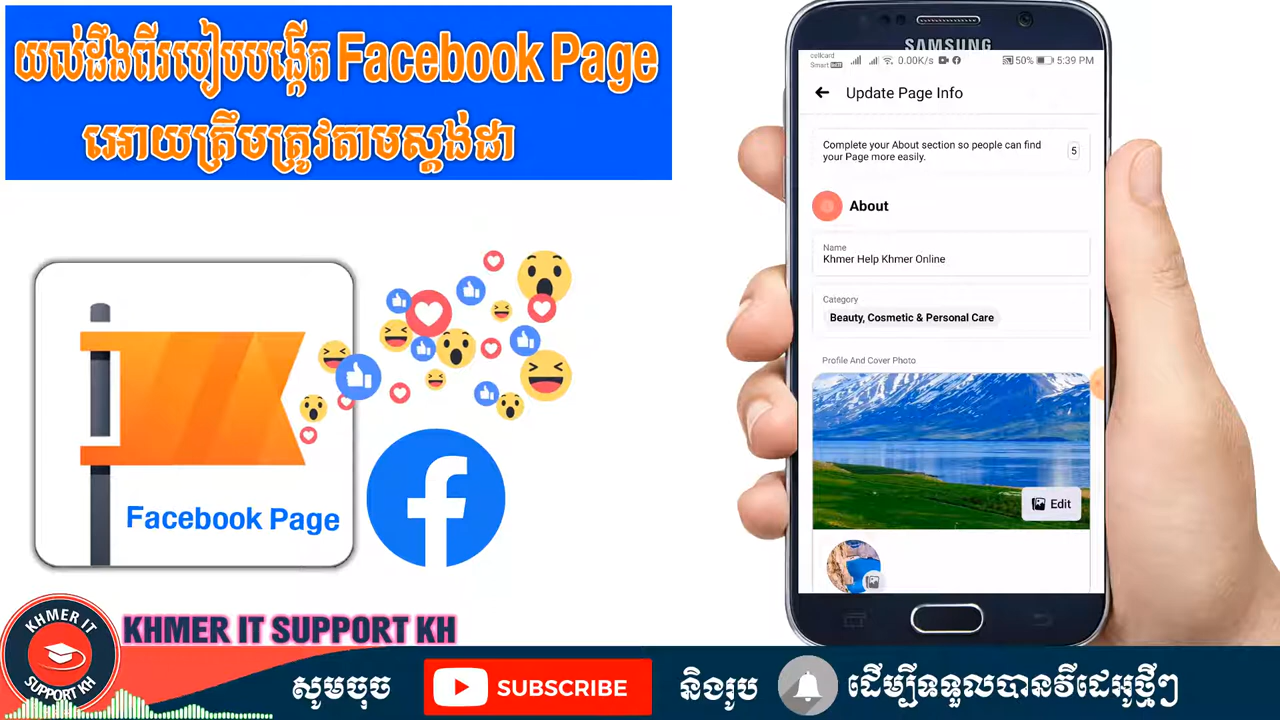 យល់ដឹងពីរបៀបបង្កើត Facebook Page
អោយត្រឹមត្រូវតាមស្តង់ដា
SAMSUNG
cellcard
Smart
0.00K/s
50%
5:39 PM
Update Page Info
Complete your About section so people can find
your Page more easily.
5
About
Name
Khmer Help Khmer Online
Category
Beauty, Cosmetic & Personal Care
Profile And Cover Photo
Edit
Facebook Page
KHMER IT
SUPPORT KH
KHMER IT SUPPORT KH
សូមចុច
SUBSCRIBE
និងរូប
ដើម្បីទទួលបានវីដេអូថ្មីៗ